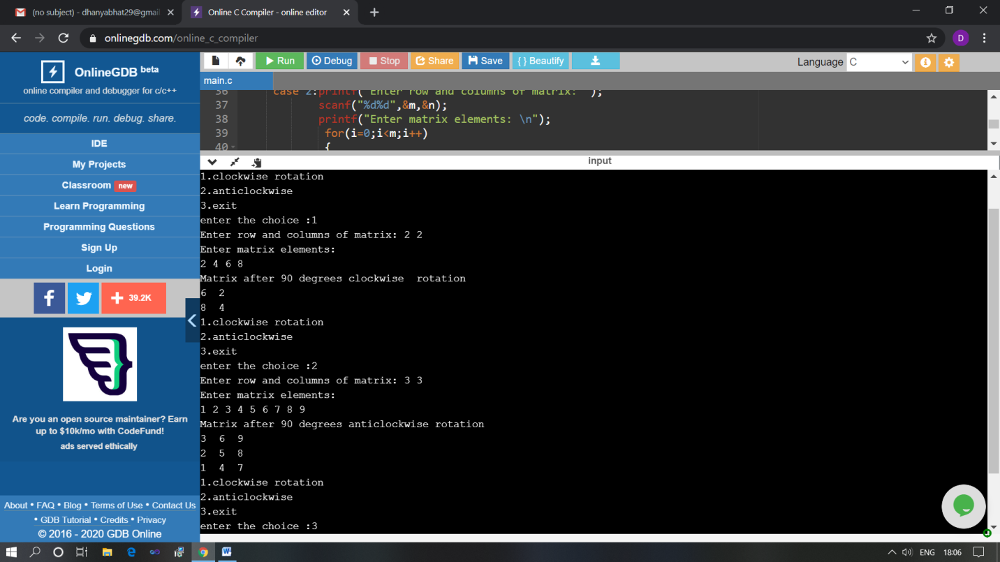 (no subject) - dhanyabhat29@gmail
Online C Compiler - online editor
onlinegdb.com/online_c_compiler
D
OnlineGDB beta
online compiler and debugger for c/c++
code. compile. run. debug. share.
IDE
My Projects
Classroom new
Learn Programming
Programming Questions
Sign Up
Login
39.2K
Are you an open source maintainer? Earn
up to $10k/mo with CodeFund!
ads served ethically
About • FAQ • Blog • Terms of Use • Contact Us
• GDB Tutorial • Credits • Privacy
© 2016 - 2020 GDB Online
Run Debug Stop Share Save { } Beautify
Language C
main.c
36 case 2:printf("Enter row and columns of matrix: ");
37 scanf("%d%d",&m,&n);
38 printf("Enter matrix elements: \n");
39 for(i=0;i<m;i++)
40 {
input
1.clockwise rotation
2.anticlockwise
3.exit
enter the choice :1
Enter row and columns of matrix: 2 2
Enter matrix elements:
2 4 6 8
Matrix after 90 degrees clockwise  rotation
6  2
8  4
1.clockwise rotation
2.anticlockwise
3.exit
enter the choice :2
Enter row and columns of matrix: 3 3
Enter matrix elements:
1 2 3 4 5 6 7 8 9
Matrix after 90 degrees anticlockwise rotation
3  6  9
2  5  8
1  4  7
1.clockwise rotation
2.anticlockwise
3.exit
enter the choice :3
ENG 18:06